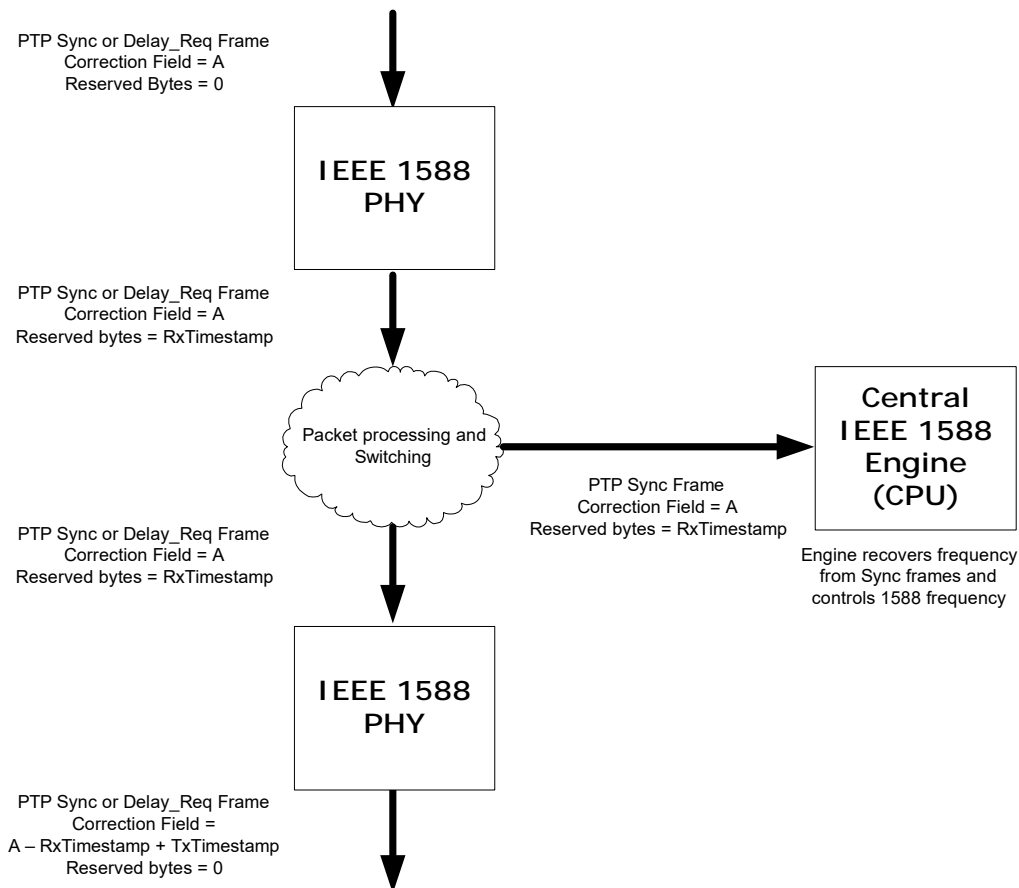 PTP Sync or Delay_Req Frame
Correction Field = A
Reserved Bytes = 0
IEEE 1588
PHY
PTP Sync or Delay_Req Frame
Correction Field = A
Reserved bytes = RxTimestamp
Packet processing and
Switching
Central
IEEE 1588
Engine
(CPU)
PTP Sync Frame
Correction Field = A
Reserved bytes = RxTimestamp
Engine recovers frequency
from Sync frames and
controls 1588 frequency
PTP Sync or Delay_Req Frame
Correction Field = A
Reserved bytes = RxTimestamp
IEEE 1588
PHY
PTP Sync or Delay_Req Frame
Correction Field =
A – RxTimestamp + TxTimestamp
Reserved bytes = 0